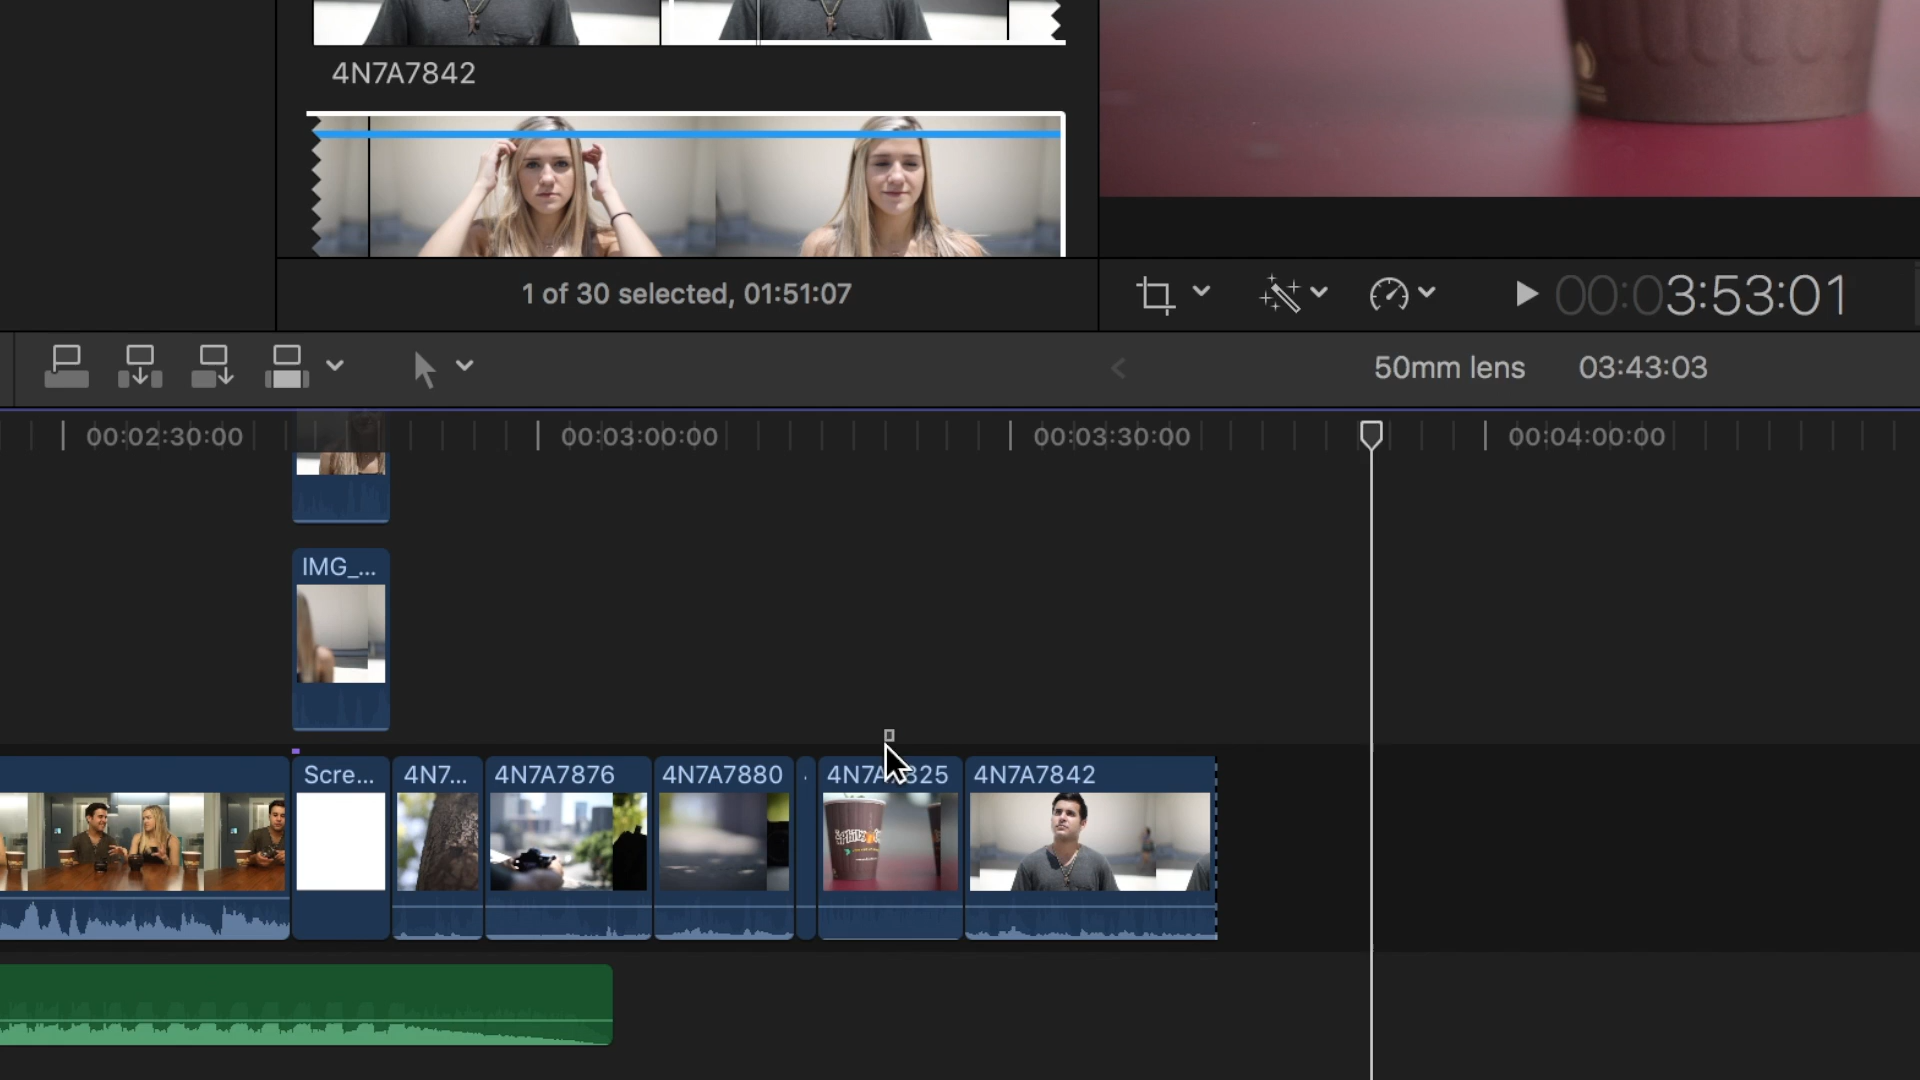 4N7A7842
1 of 30 selected, 01:51:07
00:03:53:01
50mm lens
03:43:03
00:02:30:00
00:03:00:00
00:03:30:00
00:04:00:00
IMG_...
Scre...
4N7...
4N7A7876
4N7A7880
4N7A7842